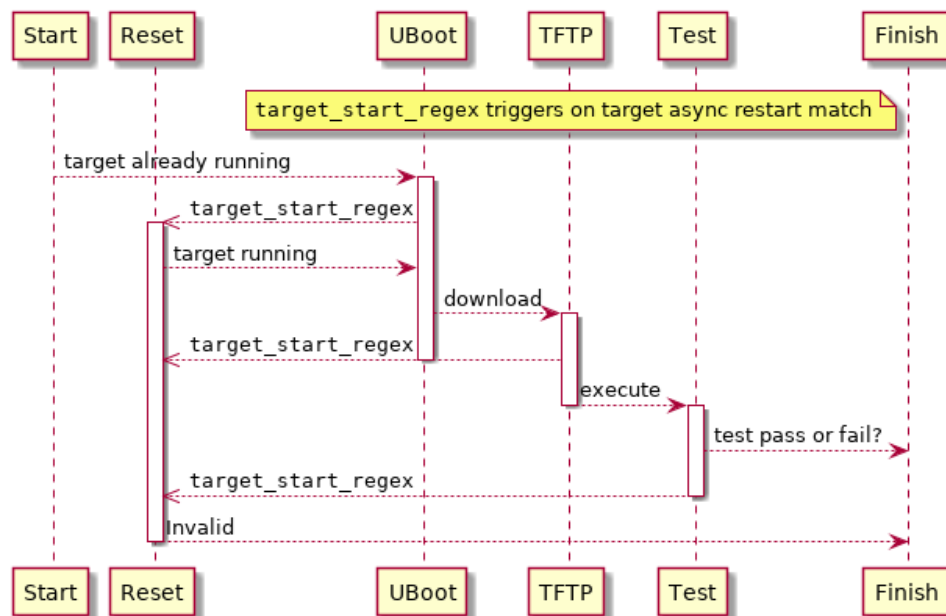 Start Reset UBoot TFTP Test Finish
target_start_regex triggers on target async restart match
target already running
target_start_regex
target running
download
target_start_regex
execute
test pass or fail?
target_start_regex
Invalid
Start Reset UBoot TFTP Test Finish